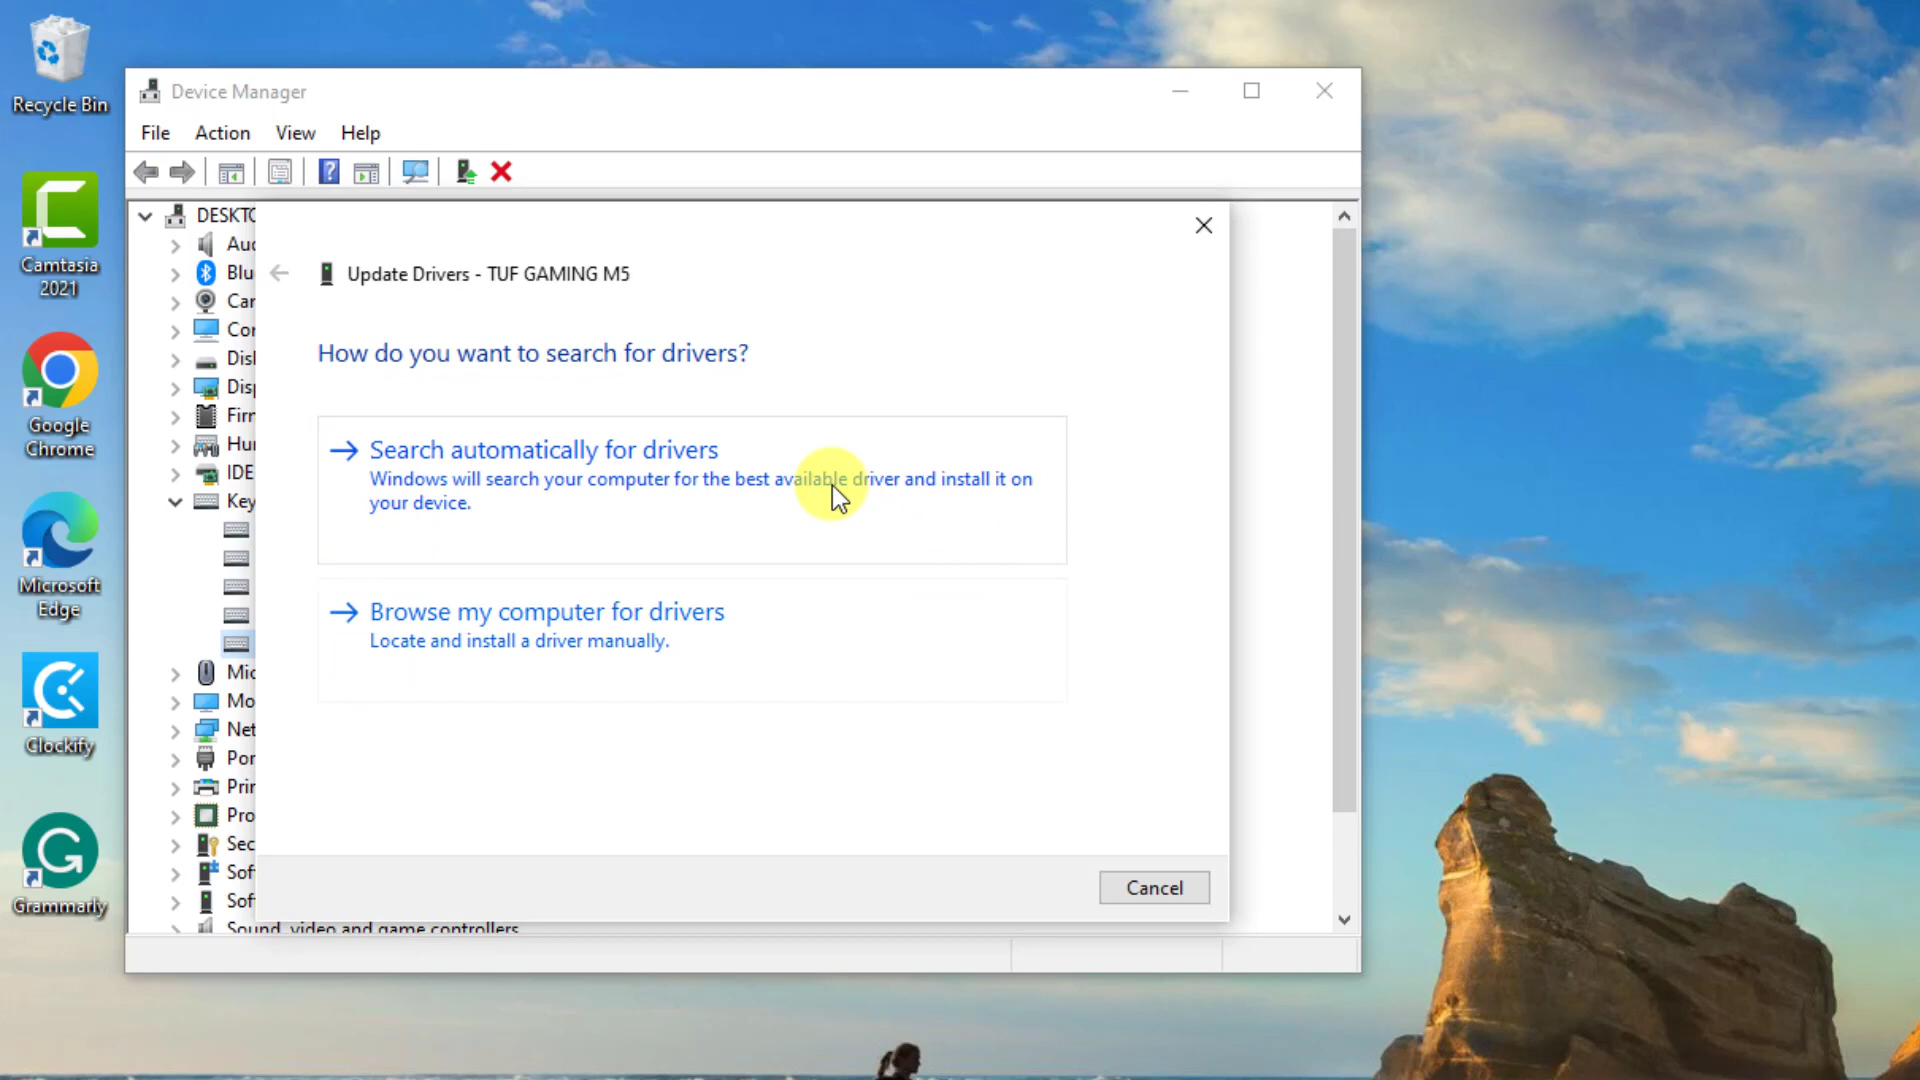 Recycle Bin
Camtasia
2021
Google
Chrome
Microsoft
Edge
Clockify
Grammarly
Device Manager
File Action View Help
DESKTO
Auc
Blu
Car
Cor
Disl
Disp
Firr
Hur
IDE
Key
Mic
Mo
Net
Por
Prir
Pro
Sec
Sof
Sof
Sound, video and game controllers
Update Drivers - TUF GAMING M5
How do you want to search for drivers?
Search automatically for drivers
Windows will search your computer for the best available driver and install it on
your device.
Browse my computer for drivers
Locate and install a driver manually.
Cancel